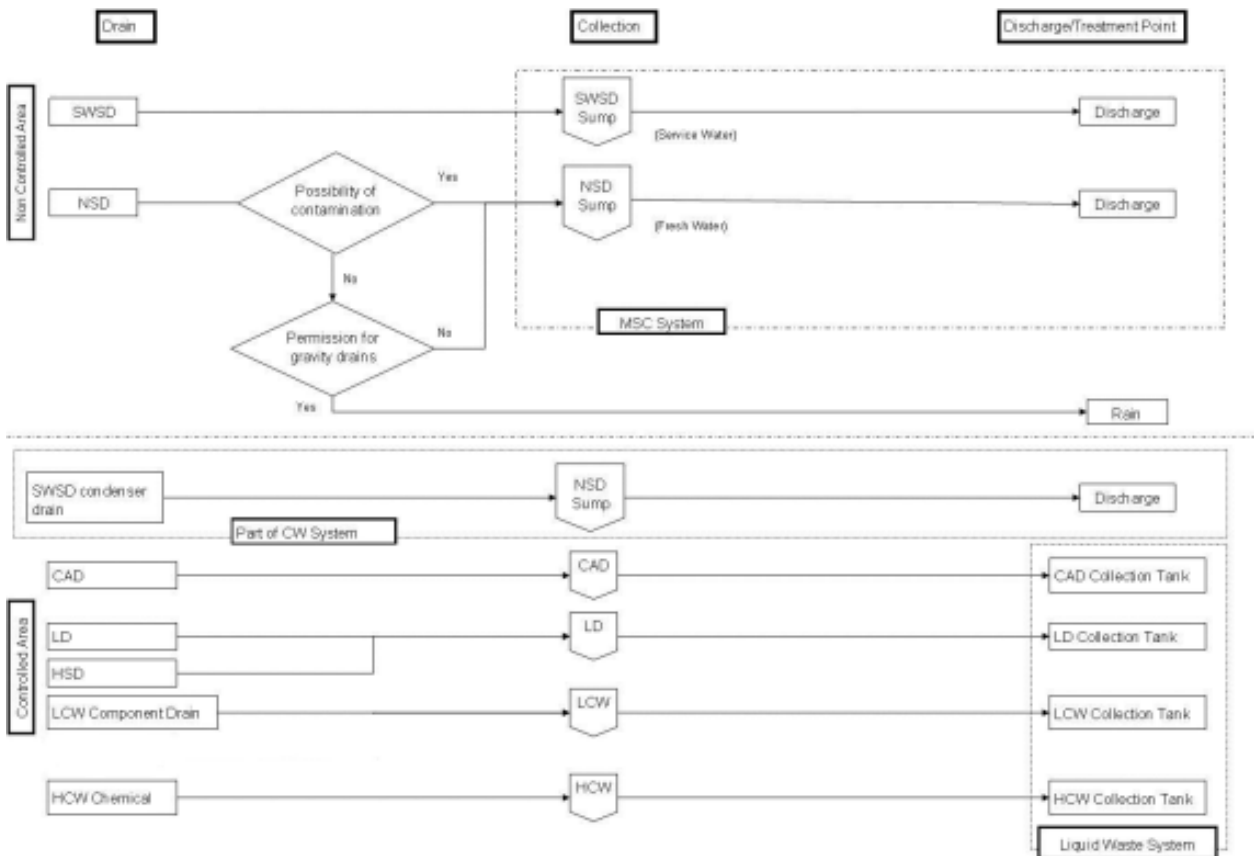 Drain
Collection
Discharge/Treatment Point
Non Controlled Area
SWSD
SWSD
Sump
(Service Water)
Discharge
NSD
Possibility of
contamination
Yes
No
NSD
Sump
(Fresh Water)
Discharge
MSC System
Permission for
gravity drains
No
Yes
Rain
SWSD condenser
drain
NSD
Sump
Discharge
Part of CW System
Controlled Area
CAD
CAD
CAD Collection Tank
LD
LD
LD Collection Tank
HSD
LCW Component Drain
LCW
LCW Collection Tank
HCW Chemical
HCW
HCW Collection Tank
Liquid Waste System